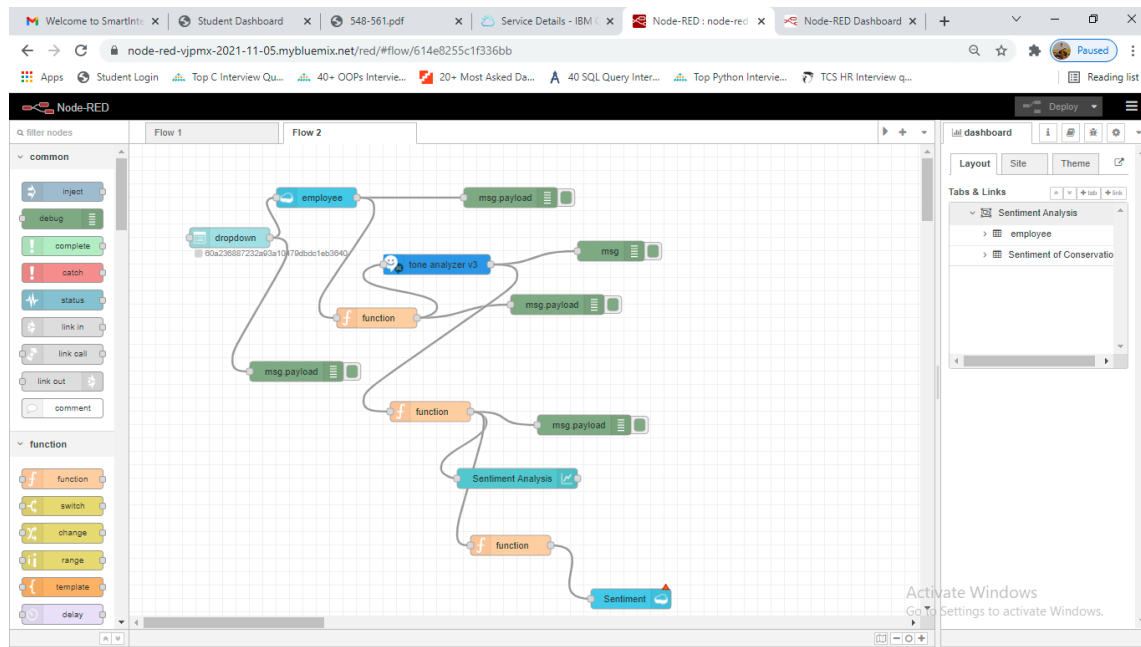 Welcome to SmartInte
Student Dashboard
548-561.pdf
Service Details - IBM C
Node-RED : node-red
Node-RED Dashboard
node-red-vjpmx-2021-11-05.mybluemix.net/red/#flow/614e8255c1f336bb
Paused
Apps
Student Login
Top C Interview Qu...
40+ OOPs Intervie...
20+ Most Asked Da...
40 SQL Query Inter...
Top Python Intervie...
TCS HR Interview q...
Reading list
Node-RED
Deploy
filter nodes
Flow 1
Flow 2
dashboard
common
inject
debug
complete
catch
status
link in
link call
link out
comment
function
function
switch
change
range
template
delay
employee
msg.payload
dropdown
tone analyzer v3
msg
function
msg.payload
msg.payload
function
msg.payload
Sentiment Analysis
function
Sentiment
Layout
Site
Theme
Tabs & Links
tab
link
Sentiment Analysis
employee
Sentiment of Conservatio
Activate Windows
Go to Settings to activate Windows.